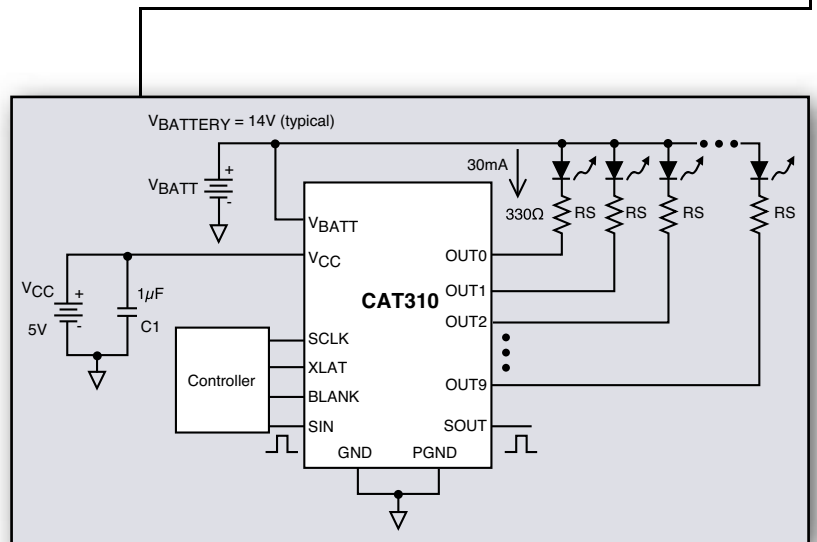 VBATTERY = 14V (typical)
VBATT
+
-
30mA
330Ω
RS
RS
RS
RS
VBATT
VCC
CAT310
OUT0
OUT1
OUT2
OUT9
VCC
+
-
5V
1µF
C1
Controller
SCLK
XLAT
BLANK
SIN
SOUT
GND
PGND